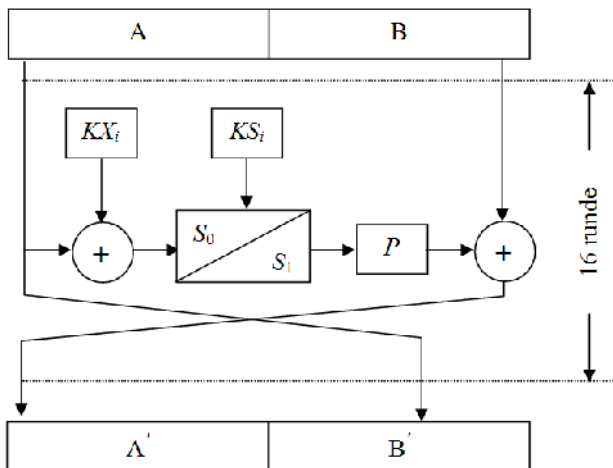 A B
KXᵢ KSᵢ
+ S₀ S₁ P +
16 runde
A′ B′